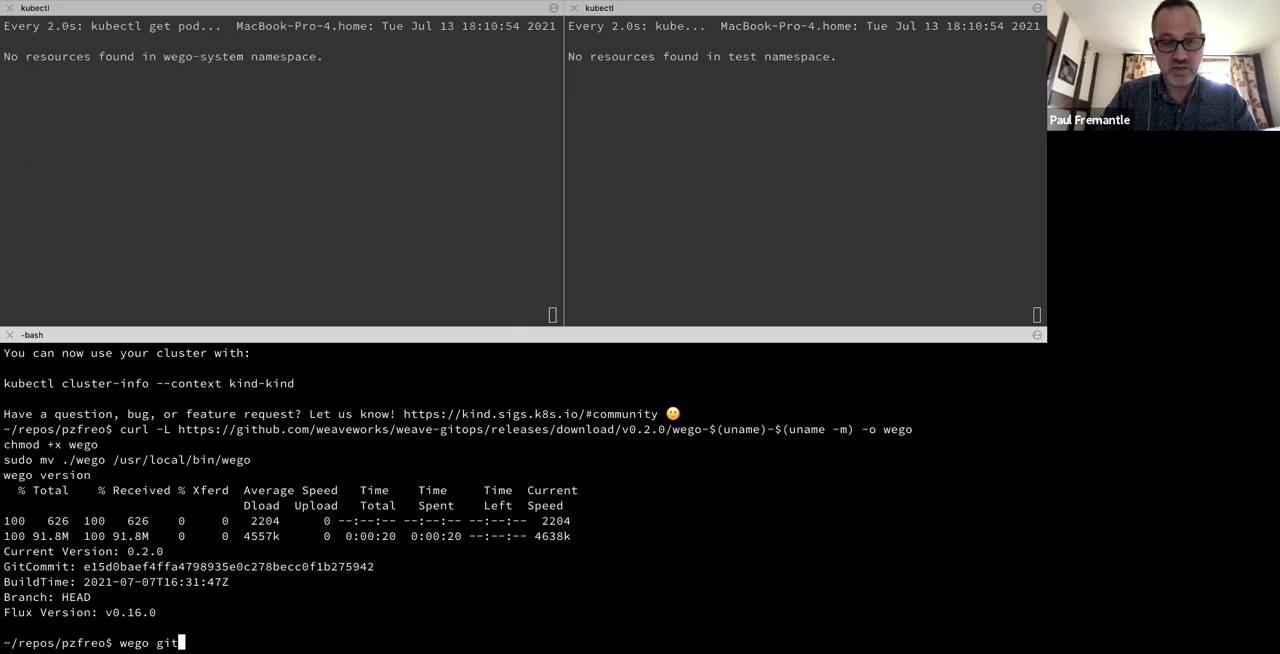 kubectl
Every 2.0s: kubectl get pod... MacBook-Pro-4.home: Tue Jul 13 18:10:54 2021
No resources found in wego-system namespace.
kubectl
Every 2.0s: kube... MacBook-Pro-4.home: Tue Jul 13 18:10:54 2021
No resources found in test namespace.
Paul Fremantle
-bash
You can now use your cluster with:
kubectl cluster-info --context kind-kind
Have a question, bug, or feature request? Let us know! https://kind.sigs.k8s.io/#community 🙂
~/repos/pzfreo$ curl -L https://github.com/weaveworks/weave-gitops/releases/download/v0.2.0/wego-$(uname)-$(uname -m) -o wego
chmod +x wego
sudo mv ./wego /usr/local/bin/wego
wego version
% Total % Received % Xferd Average Speed Time Time Time Current
Dload Upload Total Spent Left Speed
100 626 100 626 0 0 2204 0 --:--:-- --:--:-- --:--:-- 2204
100 91.8M 100 91.8M 0 0 4557k 0 0:00:20 0:00:20 --:--:-- 4638k
Current Version: 0.2.0
GitCommit: e15d0baef4ffa4798935e0c278becc0f1b275942
BuildTime: 2021-07-07T16:31:47Z
Branch: HEAD
Flux Version: v0.16.0
~/repos/pzfreo$ wego git